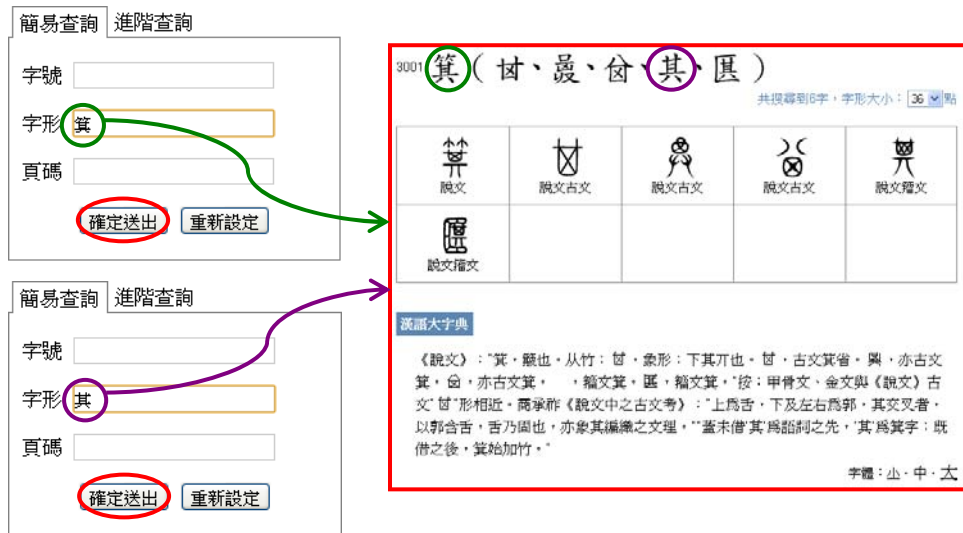 簡易查詢 進階查詢
字號
字形 箕
頁碼
確定送出 重新設定
簡易查詢 進階查詢
字號
字形 其
頁碼
確定送出 重新設定
3001 箕(𠀠、其、匷)
共搜尋到6字,字形大小:36 點
說文 說文古文 說文古文 說文古文 說文籀文
說文籀文
漢語大字典
《說文》:“箕,簸也。从竹;𠀠,象形;下其丌也。𠀠,古文箕省。亦古文
箕。亦古文箕。,籀文箕。籀文箕。”按:甲骨文、金文與《說文》古
文“𠀠”形相近。商承祚《說文中之古文考》:“上爲舌,下及左右爲郭,其交叉者,
以郭含舌,舌乃固也,亦象其編織之文理。”蓋未借‘其’爲語詞之先,‘其’爲箕字;既
借之後,箕始加竹。”
字體:小.中.大